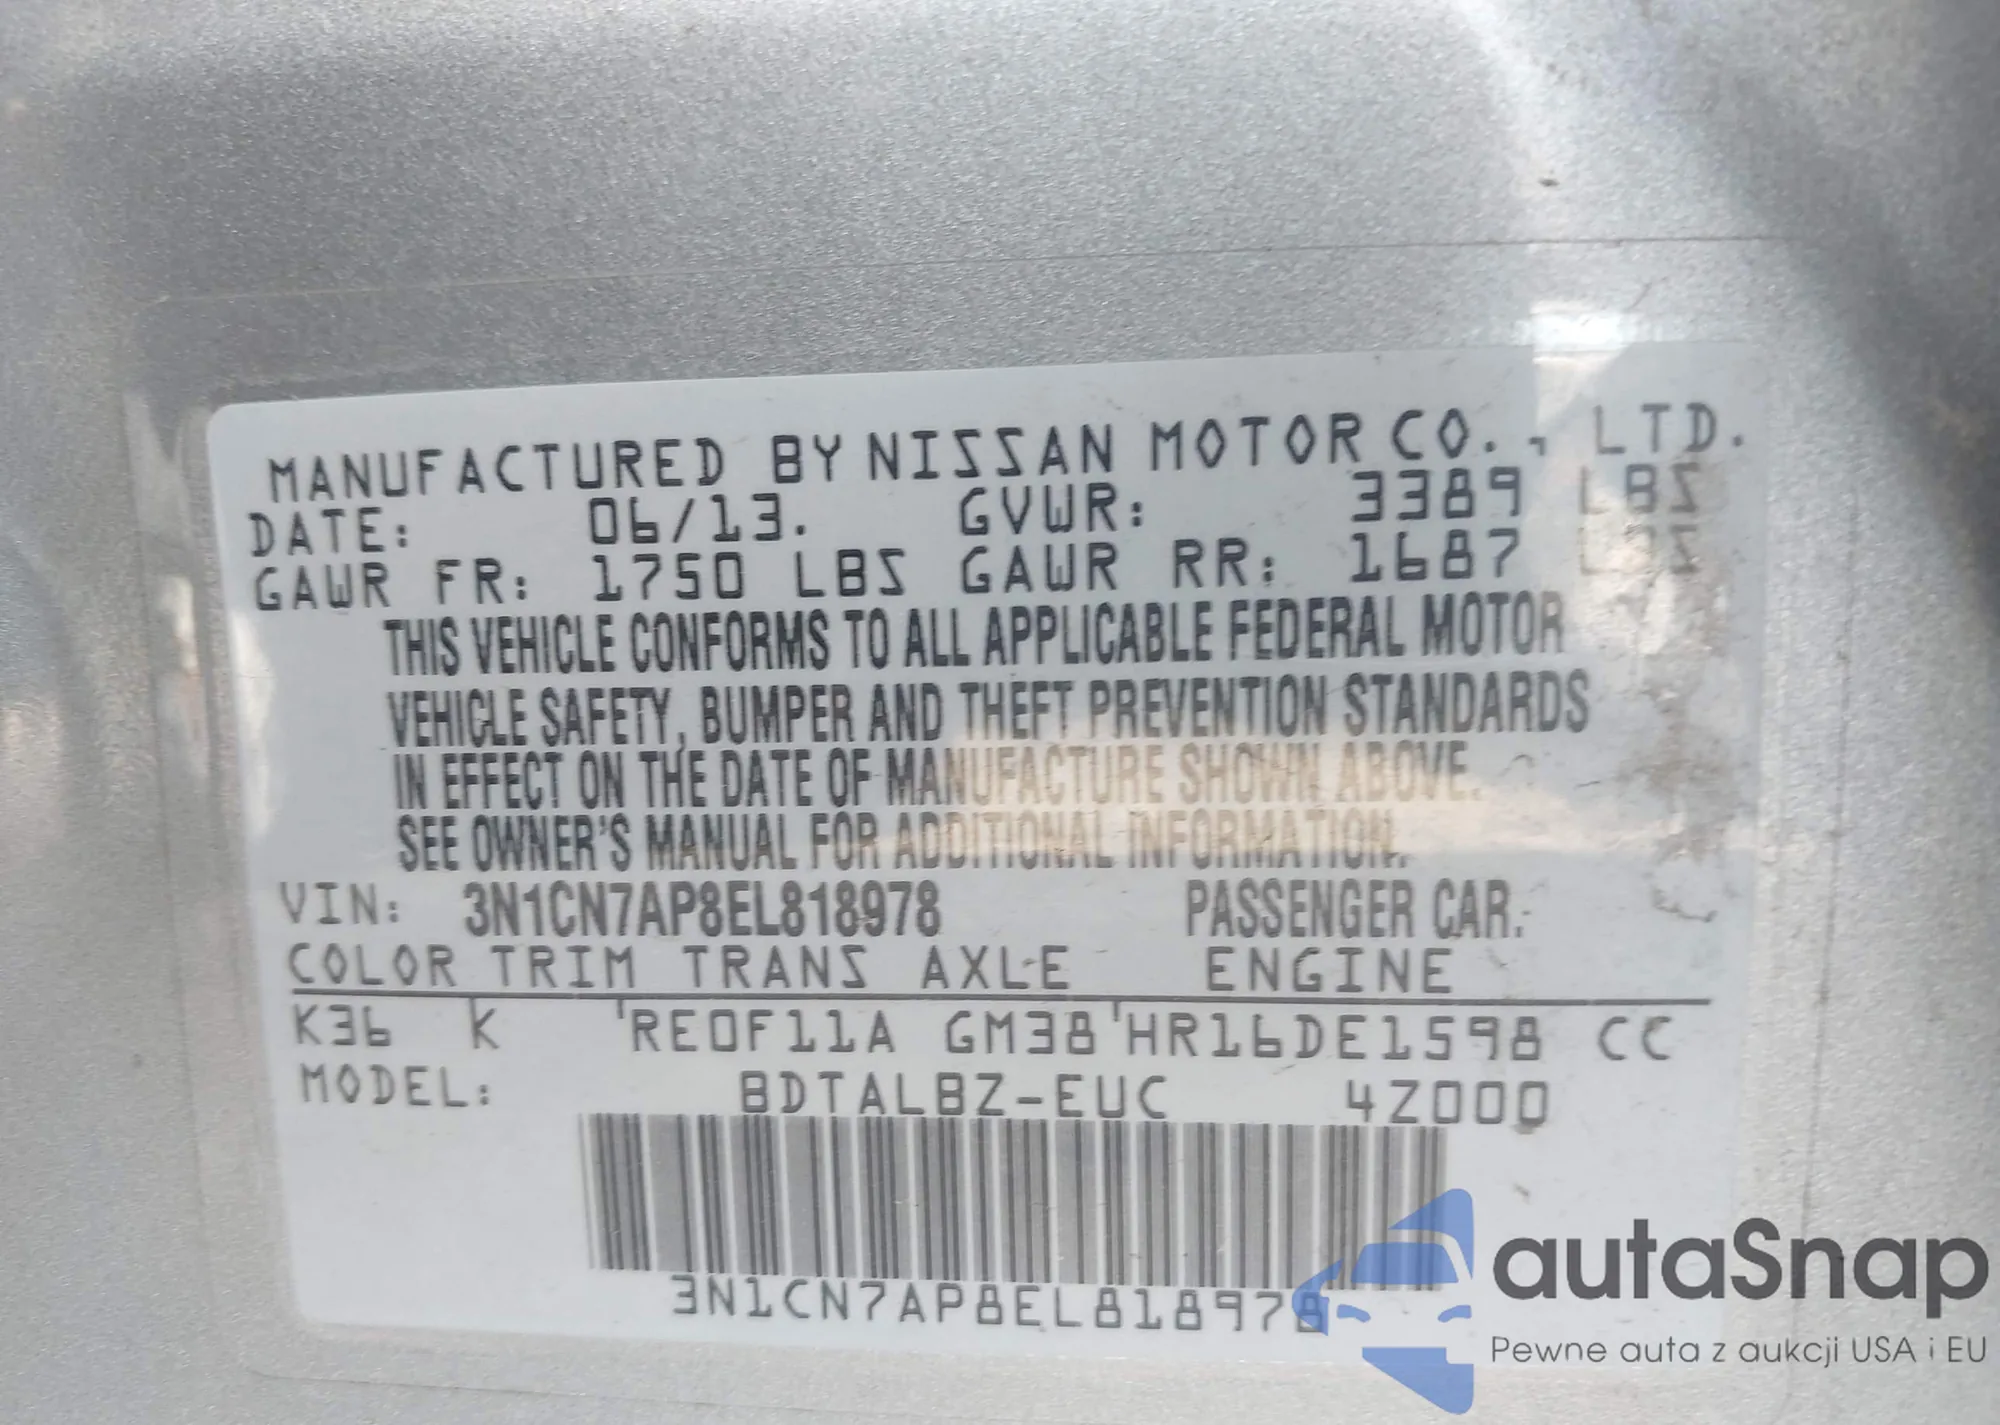 MANUFACTURED BY NISSAN MOTOR CO., LTD.
DATE: 06/13. GVWR: 3389 LBS
GAWR FR: 1750 LBS GAWR RR: 1687 LBS
THIS VEHICLE CONFORMS TO ALL APPLICABLE FEDERAL MOTOR
VEHICLE SAFETY, BUMPER AND THEFT PREVENTION STANDARDS
IN EFFECT ON THE DATE OF MANUFACTURE SHOWN ABOVE.
SEE OWNER'S MANUAL FOR ADDITIONAL INFORMATION.
VIN: 3N1CN7AP8EL818978 PASSENGER CAR.
COLOR TRIM TRANS AXLE ENGINE
K36 K 'RE0F11A GM38'HR16DE1598 CC
MODEL: BDTALBZ-EUC 4Z000
3N1CN7AP8EL818978
autaSnap
Pewne auta z aukcji USA i EU